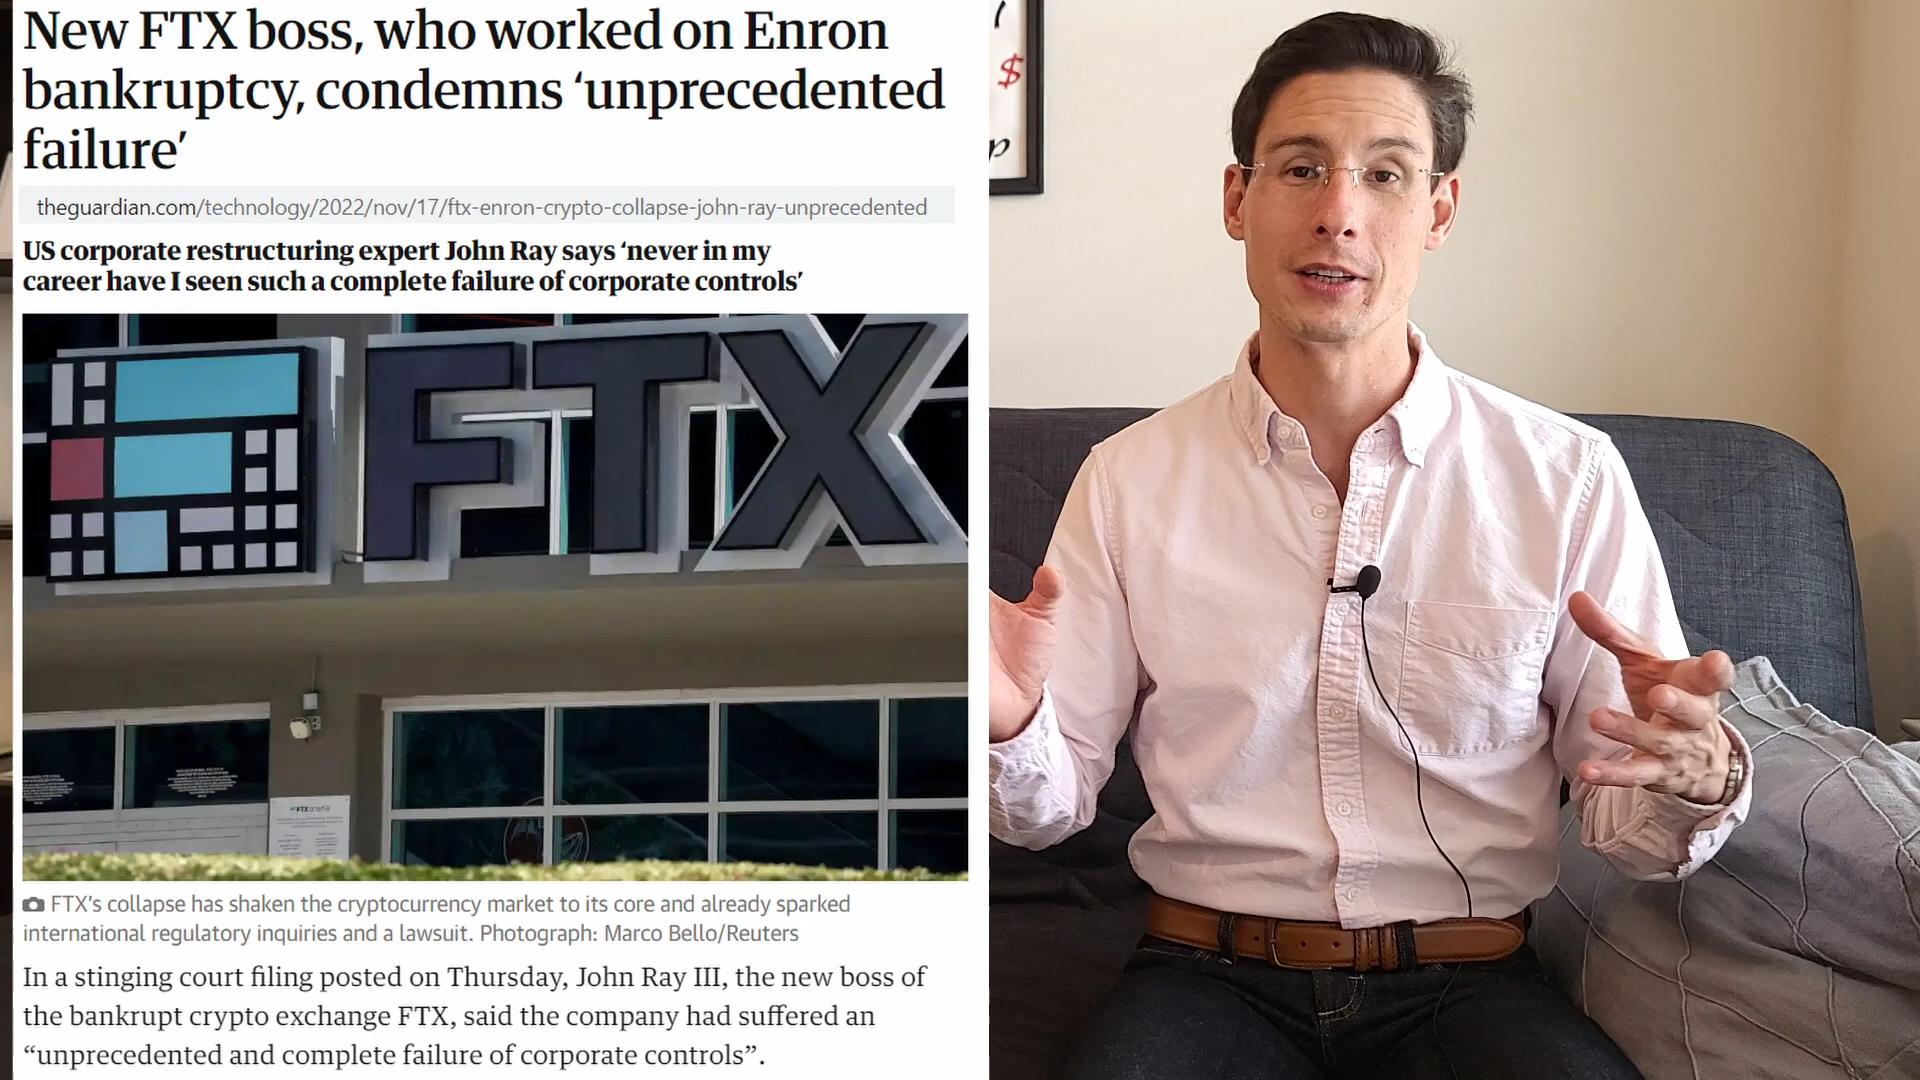 New FTX boss, who worked on Enron
bankruptcy, condemns ‘unprecedented
failure’
theguardian.com/technology/2022/nov/17/ftx-enron-crypto-collapse-john-ray-unprecedented
US corporate restructuring expert John Ray says ‘never in my
career have I seen such a complete failure of corporate controls’
FTX
FTX arena
FTX’s collapse has shaken the cryptocurrency market to its core and already sparked
international regulatory inquiries and a lawsuit. Photograph: Marco Bello/Reuters
In a stinging court filing posted on Thursday, John Ray III, the new boss of
the bankrupt crypto exchange FTX, said the company had suffered an
“unprecedented and complete failure of corporate controls”.
$
p